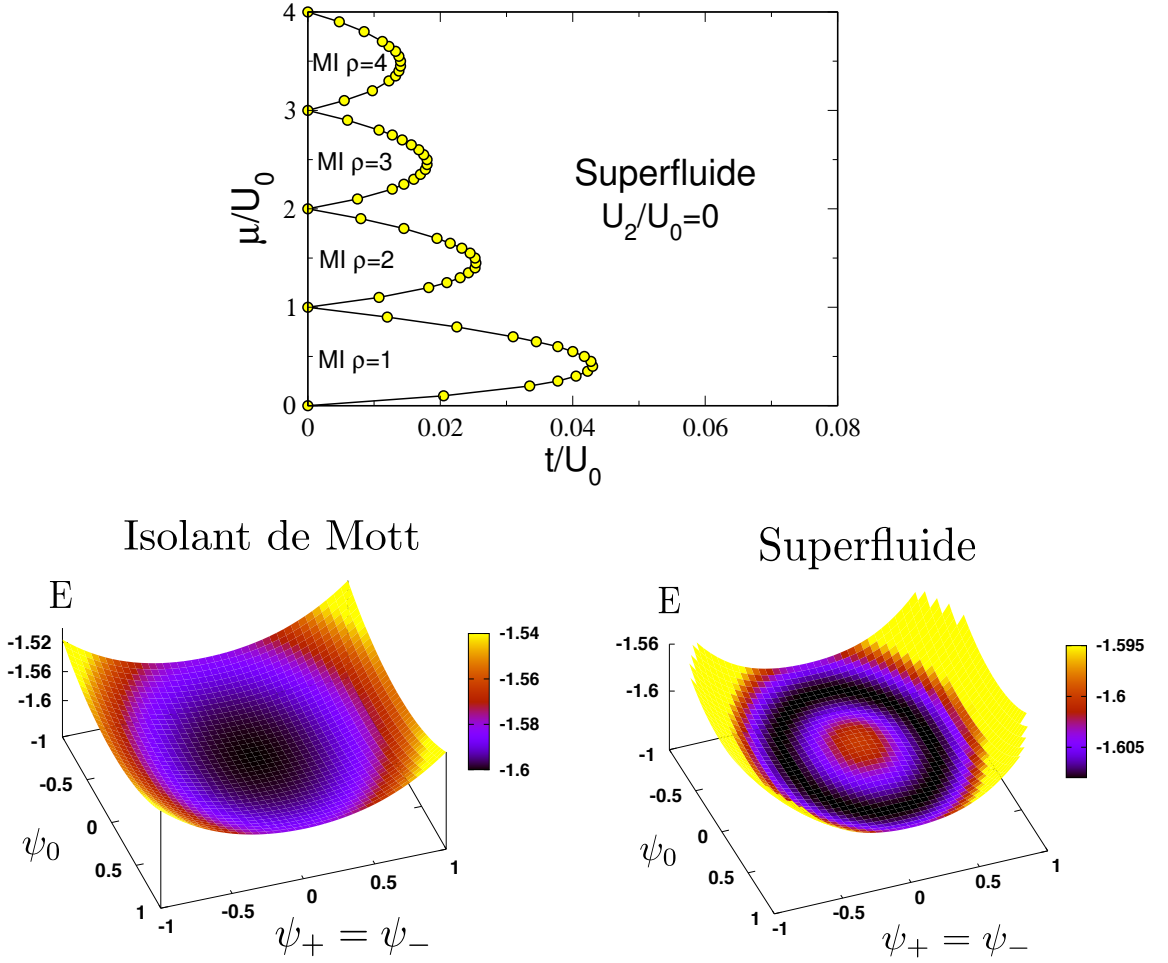 4
3
2
1
0
μ/U0
MI ρ=4
MI ρ=3
MI ρ=2
MI ρ=1
Superfluide
U2/U0=0
0 0.02 0.04 0.06 0.08
t/U0
Isolant de Mott
E
-1.52
-1.56
-1.6
-1
-0.5
0
0.5
1
ψ0
-1 -0.5 0 0.5 1
ψ+ = ψ−
-1.54
-1.56
-1.58
-1.6
Superfluide
E
-1.56
-1.6
-1
-0.5
0
0.5
1
ψ0
-1 -0.5 0 0.5 1
ψ+ = ψ−
-1.595
-1.6
-1.605